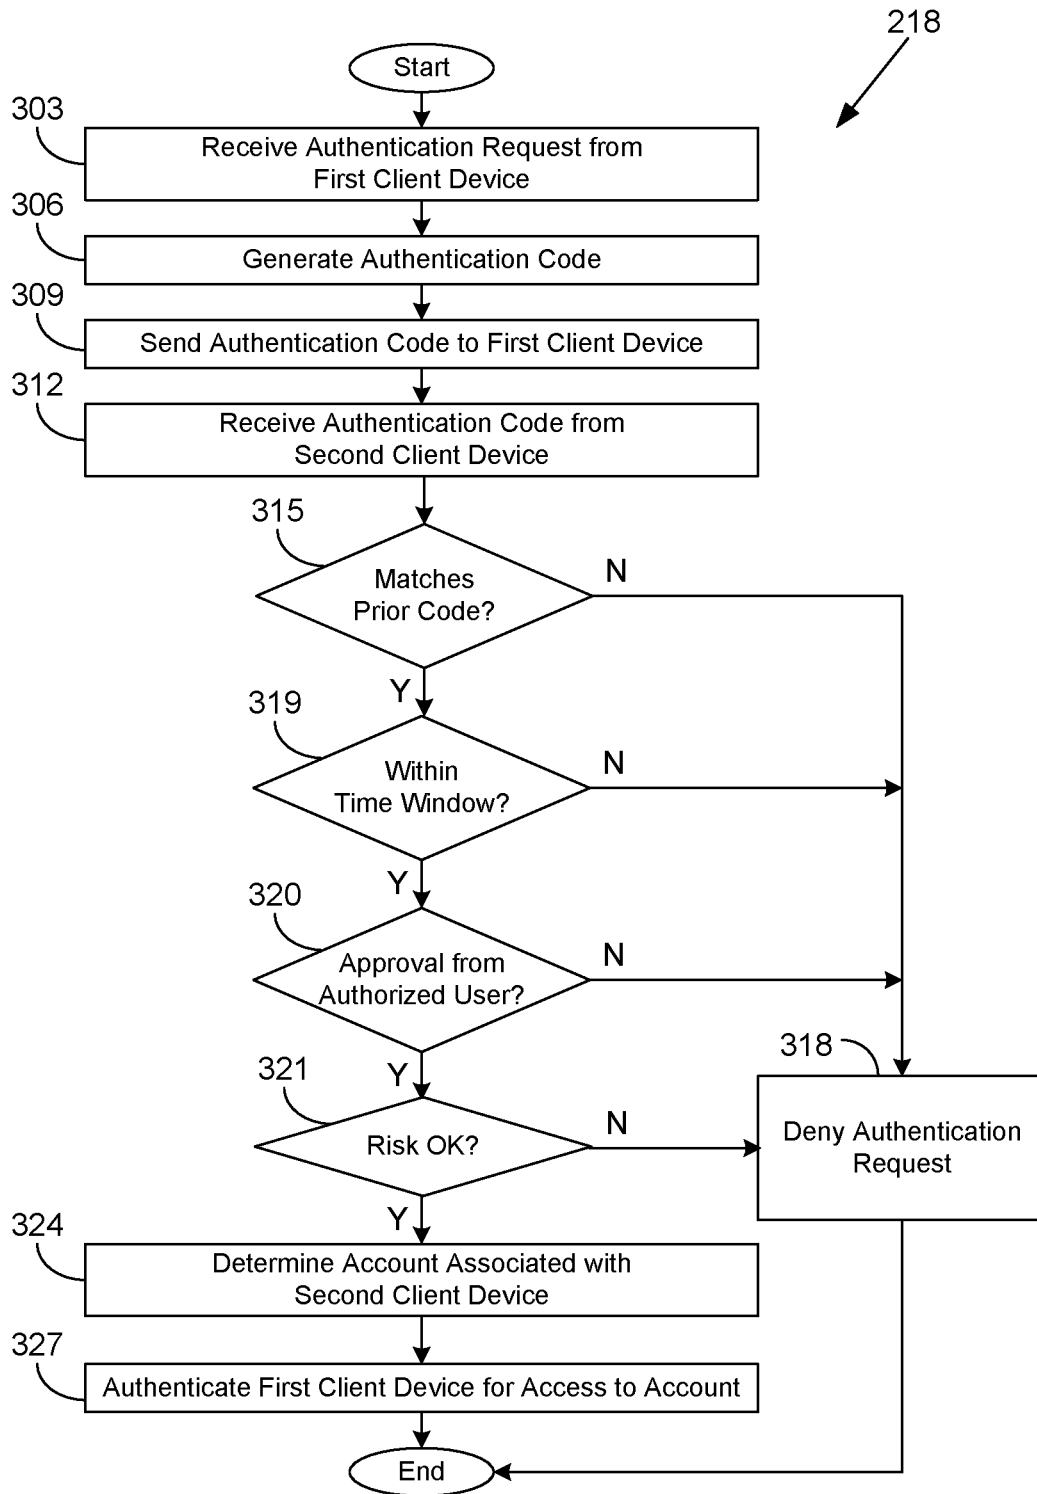 218
Start
303
Receive Authentication Request from
First Client Device
306
Generate Authentication Code
309
Send Authentication Code to First Client Device
312
Receive Authentication Code from
Second Client Device
315
Matches
Prior Code?
N
Y
319
Within
Time Window?
N
Y
320
Approval from
Authorized User?
N
Y
321
Risk OK?
N
318
Deny Authentication
Request
Y
324
Determine Account Associated with
Second Client Device
327
Authenticate First Client Device for Access to Account
End